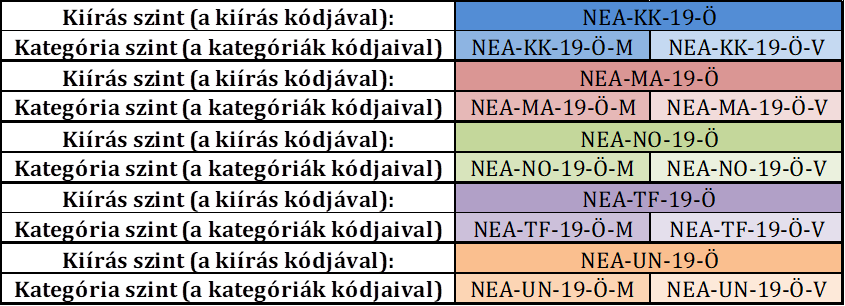 Kiírás szint (a kiírás kódjával): NEA-KK-19-Ö
Kategória szint (a kategóriák kódjaival) NEA-KK-19-Ö-M NEA-KK-19-Ö-V
Kiírás szint (a kiírás kódjával): NEA-MA-19-Ö
Kategória szint (a kategóriák kódjaival) NEA-MA-19-Ö-M NEA-MA-19-Ö-V
Kiírás szint (a kiírás kódjával): NEA-NO-19-Ö
Kategória szint (a kategóriák kódjaival) NEA-NO-19-Ö-M NEA-NO-19-Ö-V
Kiírás szint (a kiírás kódjával): NEA-TF-19-Ö
Kategória szint (a kategóriák kódjaival) NEA-TF-19-Ö-M NEA-TF-19-Ö-V
Kiírás szint (a kiírás kódjával): NEA-UN-19-Ö
Kategória szint (a kategóriák kódjaival) NEA-UN-19-Ö-M NEA-UN-19-Ö-V